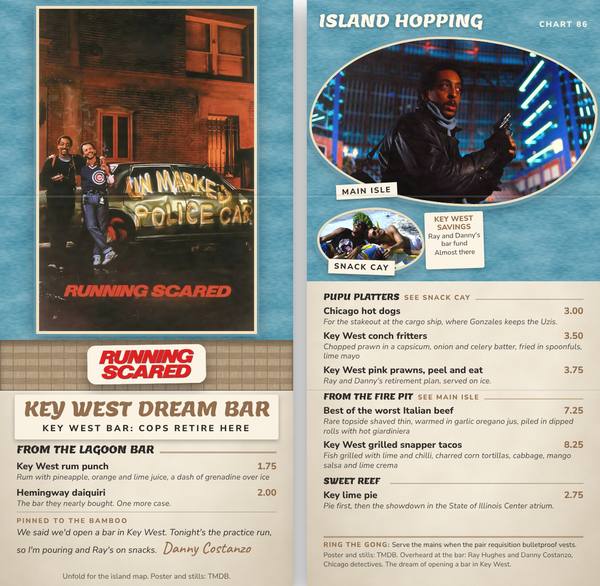 UNMARKED
POLICE CAR
RUNNING SCARED
RUNNING
SCARED
KEY WEST DREAM BAR
KEY WEST BAR: COPS RETIRE HERE
FROM THE LAGOON BAR
Key West rum punch 1.75
Rum with pineapple, orange and lime juice, a dash of grenadine over ice
Hemingway daiquiri 2.00
The bar they nearly bought. One more case.
PINNED TO THE BAMBOO
We said we'd open a bar in Key West. Tonight's the practice run,
so I'm pouring and Ray's on snacks. Danny Costanzo
Unfold for the island map. Poster and stills: TMDB.
ISLAND HOPPING
CHART 86
MAIN ISLE
SNACK CAY
KEY WEST
SAVINGS
Ray and Danny's
bar fund
Almost there
PUPU PLATTERS SEE SNACK CAY
Chicago hot dogs 3.00
For the stakeout at the cargo ship, where Gonzales keeps the Uzis.
Key West conch fritters 3.50
Chopped prawn in a capsicum, onion and celery batter, fried in spoonfuls,
lime mayo
Key West pink prawns, peel and eat 3.75
Ray and Danny's retirement plan, served on ice.
FROM THE FIRE PIT SEE MAIN ISLE
Best of the worst Italian beef 7.25
Rare topside shaved thin, warmed in garlic oregano jus, piled in dipped
rolls with hot giardiniera
Key West grilled snapper tacos 8.25
Fish grilled with lime and chilli, charred corn tortillas, cabbage, mango
salsa and lime crema
SWEET REEF
Key lime pie 2.75
Pie first, then the showdown in the State of Illinois Center atrium.
RING THE GONG: Serve the mains when the pair requisition bulletproof vests.
Poster and stills: TMDB. Overheard at the bar: Ray Hughes and Danny Costanzo,
Chicago detectives. The dream of opening a bar in Key West.